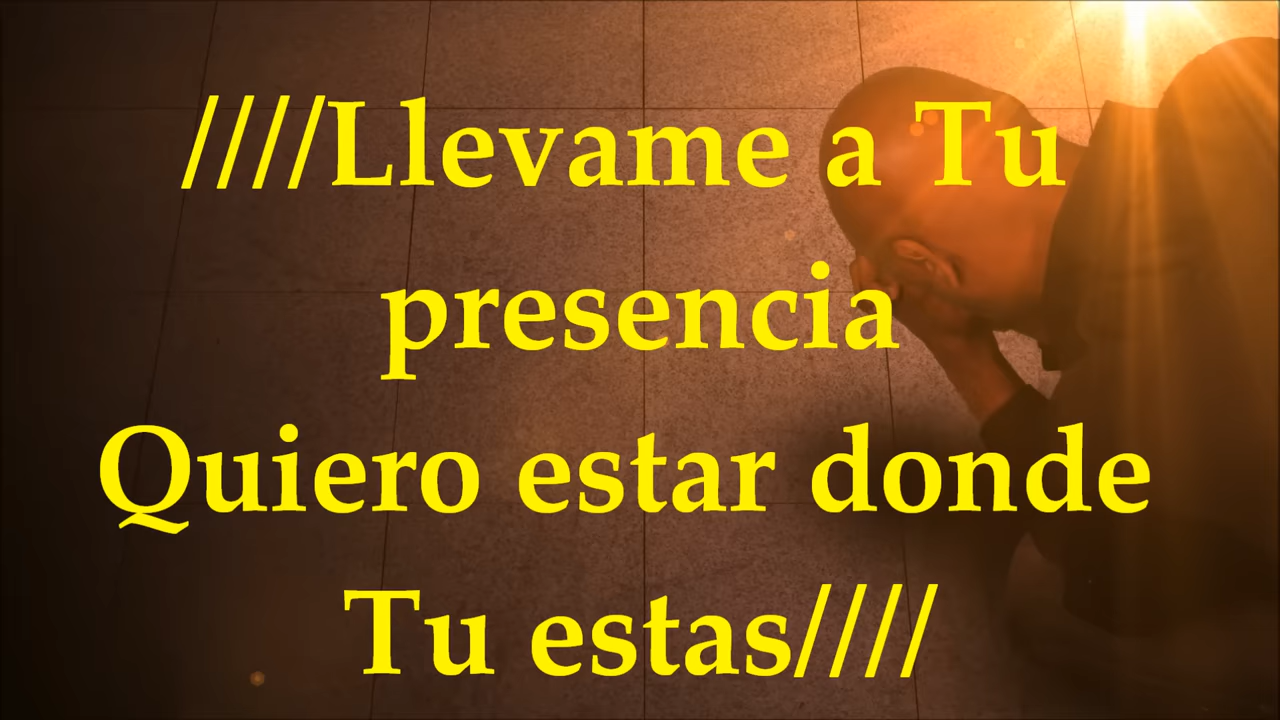 ////Llevame a Tu
presencia
Quiero estar donde
Tu estas////